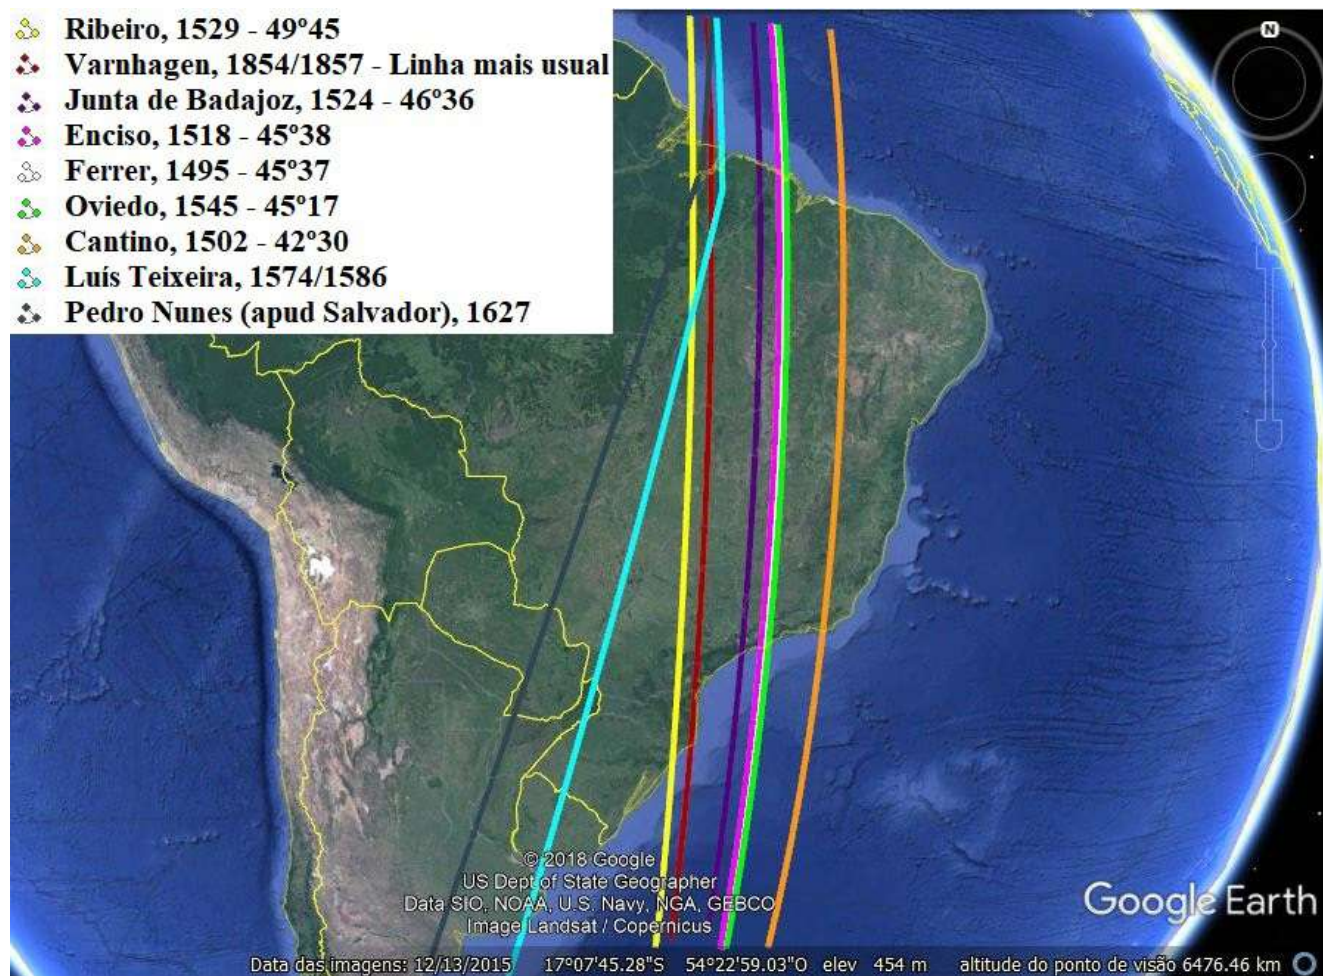 Ribeiro, 1529 - 49º45
Varnhagen, 1854/1857 - Linha mais usual
Junta de Badajoz, 1524 - 46º36
Enciso, 1518 - 45º38
Ferrer, 1495 - 45º37
Oviedo, 1545 - 45º17
Cantino, 1502 - 42º30
Luís Teixeira, 1574/1586
Pedro Nunes (apud Salvador), 1627
N
© 2018 Google
US Dept of State Geographer
Data SIO, NOAA, U.S. Navy, NGA, GEBCO
Image Landsat / Copernicus
Google Earth
Data das imagens: 12/13/2015 17º07'45.28"S 54º22'59.03"O elev 454 m altitude do ponto de visão 6476.46 km